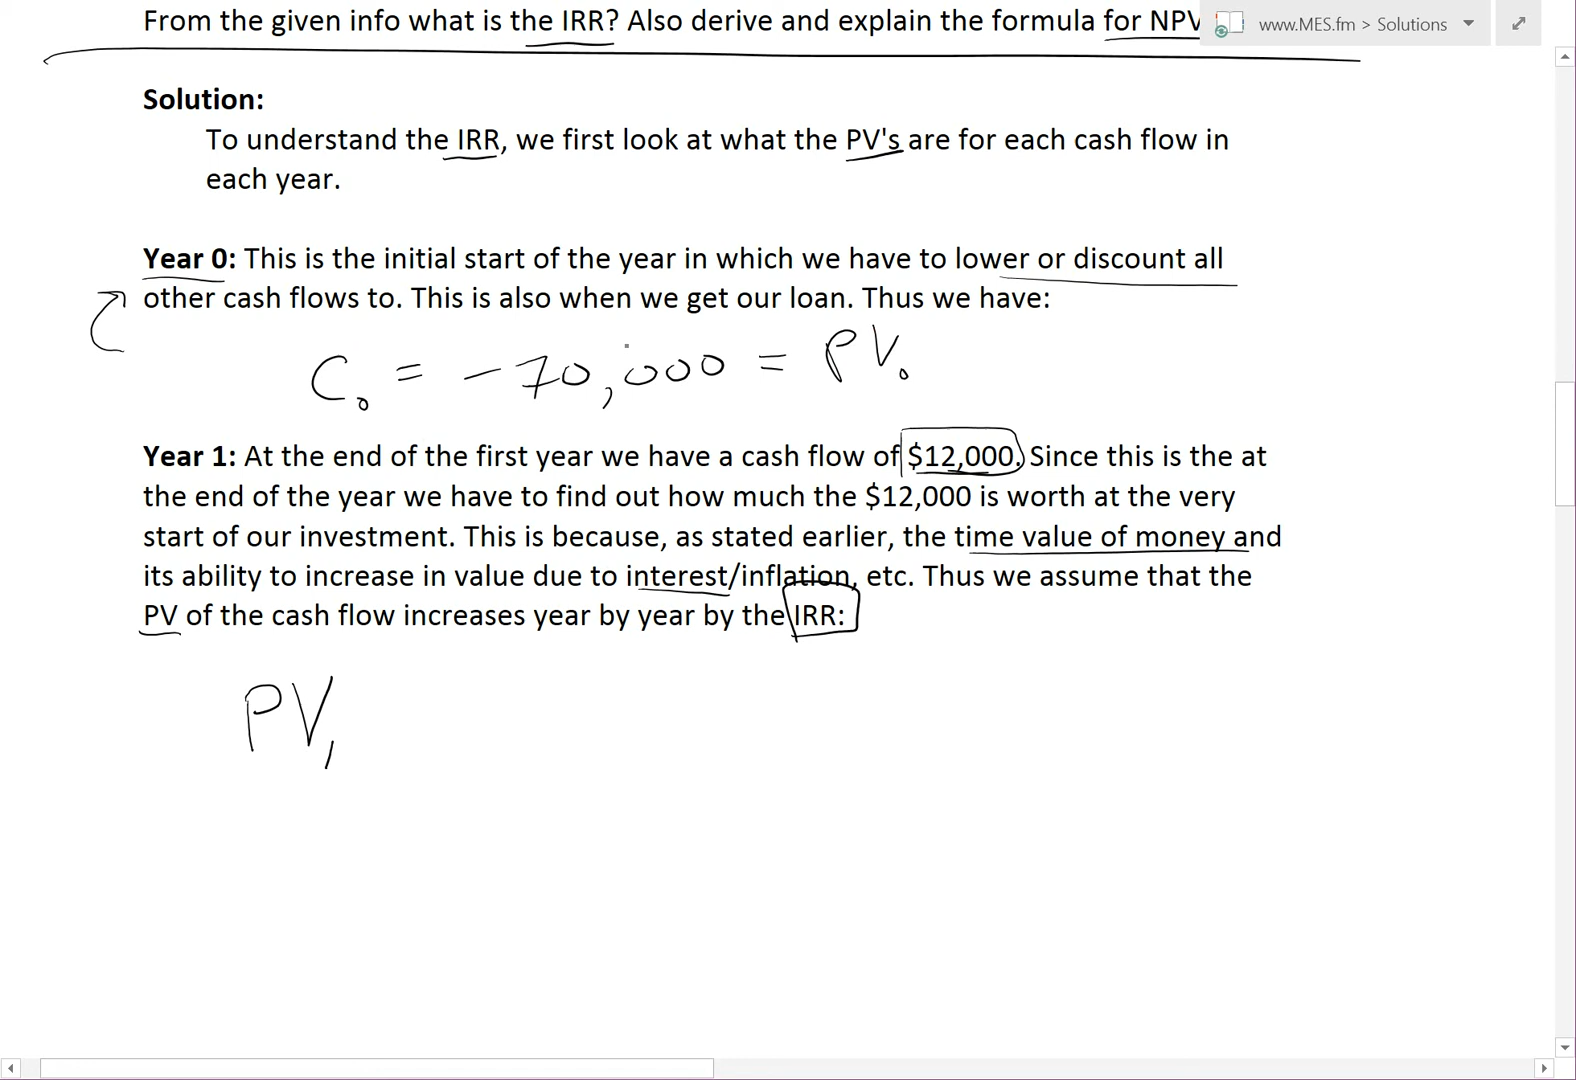 From the given info what is the IRR? Also derive and explain the formula for NPV
www.MES.fm > Solutions
Solution:
To understand the IRR, we first look at what the PV's are for each cash flow in
each year.
Year 0: This is the initial start of the year in which we have to lower or discount all
other cash flows to. This is also when we get our loan. Thus we have:
C₀ = -70,000 = PV₀
Year 1: At the end of the first year we have a cash flow of $12,000. Since this is the at
the end of the year we have to find out how much the $12,000 is worth at the very
start of our investment. This is because, as stated earlier, the time value of money and
its ability to increase in value due to interest/inflation, etc. Thus we assume that the
PV of the cash flow increases year by year by the IRR:
PV₁